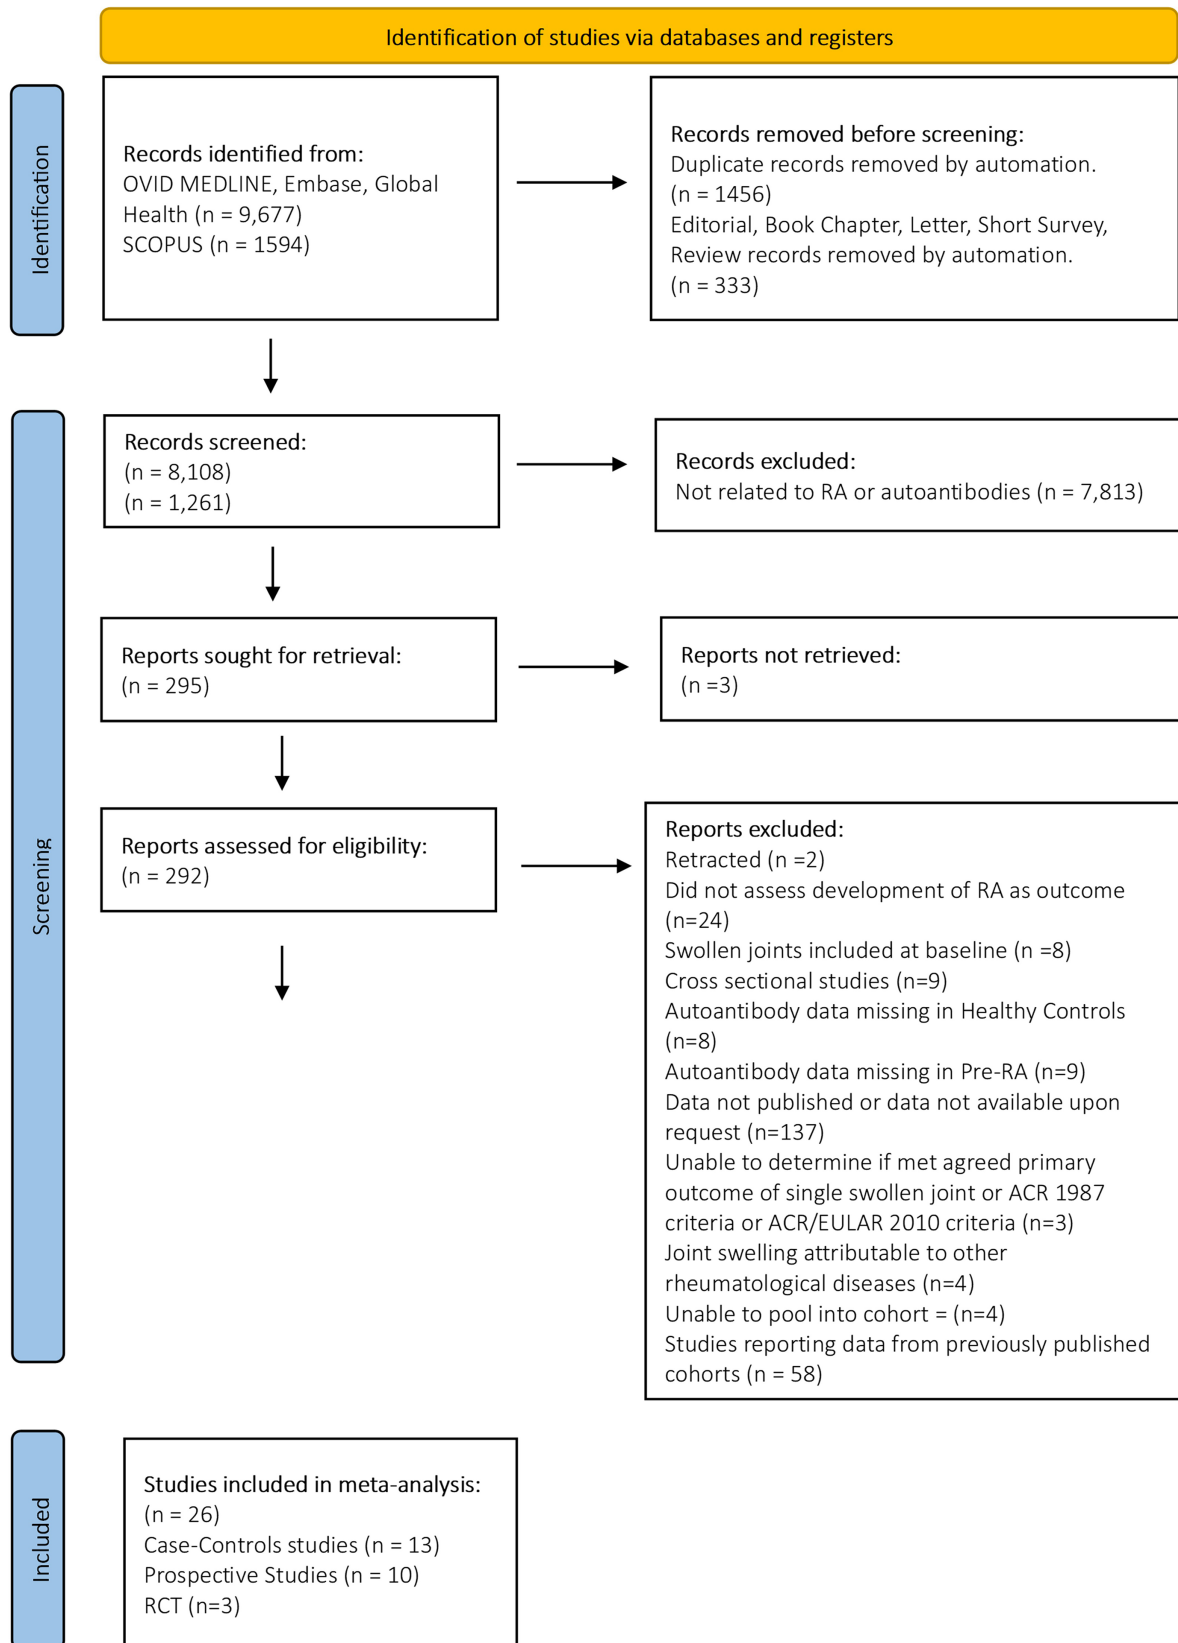 Identification of studies via databases and registers
Identification
Records identified from:
OVID MEDLINE, Embase, Global
Health (n = 9,677)
SCOPUS (n = 1594)
Records removed before screening:
Duplicate records removed by automation.
(n = 1456)
Editorial, Book Chapter, Letter, Short Survey,
Review records removed by automation.
(n = 333)
Screening
Records screened:
(n = 8,108)
(n = 1,261)
Records excluded:
Not related to RA or autoantibodies (n = 7,813)
Reports sought for retrieval:
(n = 295)
Reports not retrieved:
(n =3)
Reports assessed for eligibility:
(n = 292)
Reports excluded:
Retracted (n =2)
Did not assess development of RA as outcome
(n=24)
Swollen joints included at baseline (n =8)
Cross sectional studies (n=9)
Autoantibody data missing in Healthy Controls
(n=8)
Autoantibody data missing in Pre-RA (n=9)
Data not published or data not available upon
request (n=137)
Unable to determine if met agreed primary
outcome of single swollen joint or ACR 1987
criteria or ACR/EULAR 2010 criteria (n=3)
Joint swelling attributable to other
rheumatological diseases (n=4)
Unable to pool into cohort = (n=4)
Studies reporting data from previously published
cohorts (n = 58)
Included
Studies included in meta-analysis:
(n = 26)
Case-Controls studies (n = 13)
Prospective Studies (n = 10)
RCT (n=3)